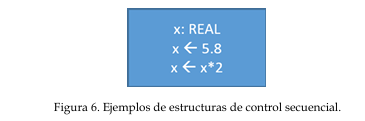 x: REAL
x ← 5.8
x ← x*2
Figura 6. Ejemplos de estructuras de control secuencial.